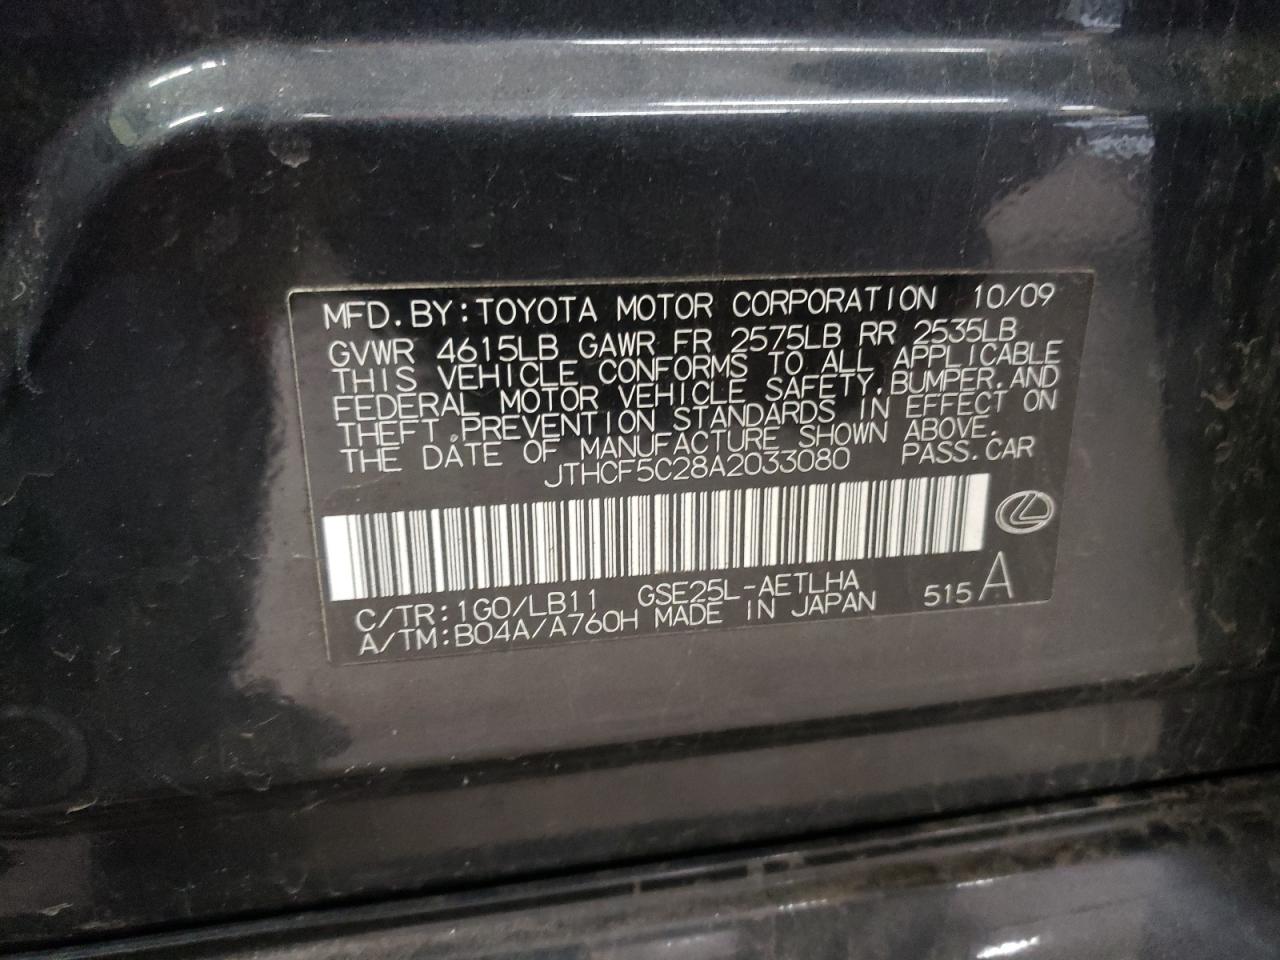 MFD. BY: TOYOTA MOTOR CORPORATION 10/09
GVWR 4615LB GAWR FR 2575LB RR 2535LB
THIS VEHICLE CONFORMS TO ALL APPLICABLE
FEDERAL MOTOR VEHICLE SAFETY, BUMPER, AND
THEFT PREVENTION STANDARDS IN EFFECT ON
THE DATE OF MANUFACTURE SHOWN ABOVE.
JTHCF5C28A2033080 PASS. CAR
C/TR: 1G0/LB11 GSE25L-AETLHA
A/TM: B04A/A760H MADE IN JAPAN 515 A